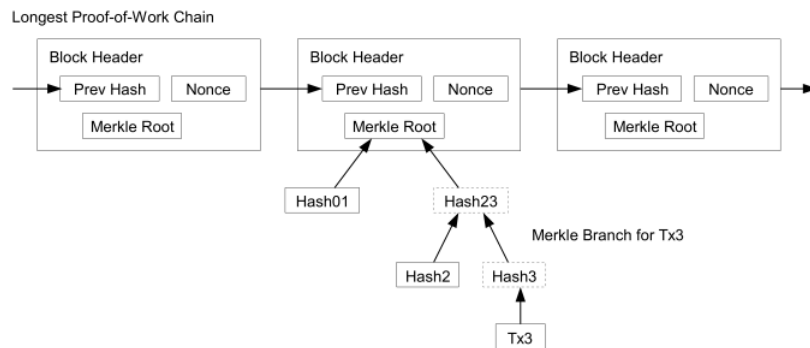 Longest Proof-of-Work Chain
Block Header
Block Header
Block Header
Prev Hash
Nonce
Prev Hash
Nonce
Prev Hash
Nonce
Merkle Root
Merkle Root
Merkle Root
Hash01
Hash23
Merkle Branch for Tx3
Hash2
Hash3
Tx3